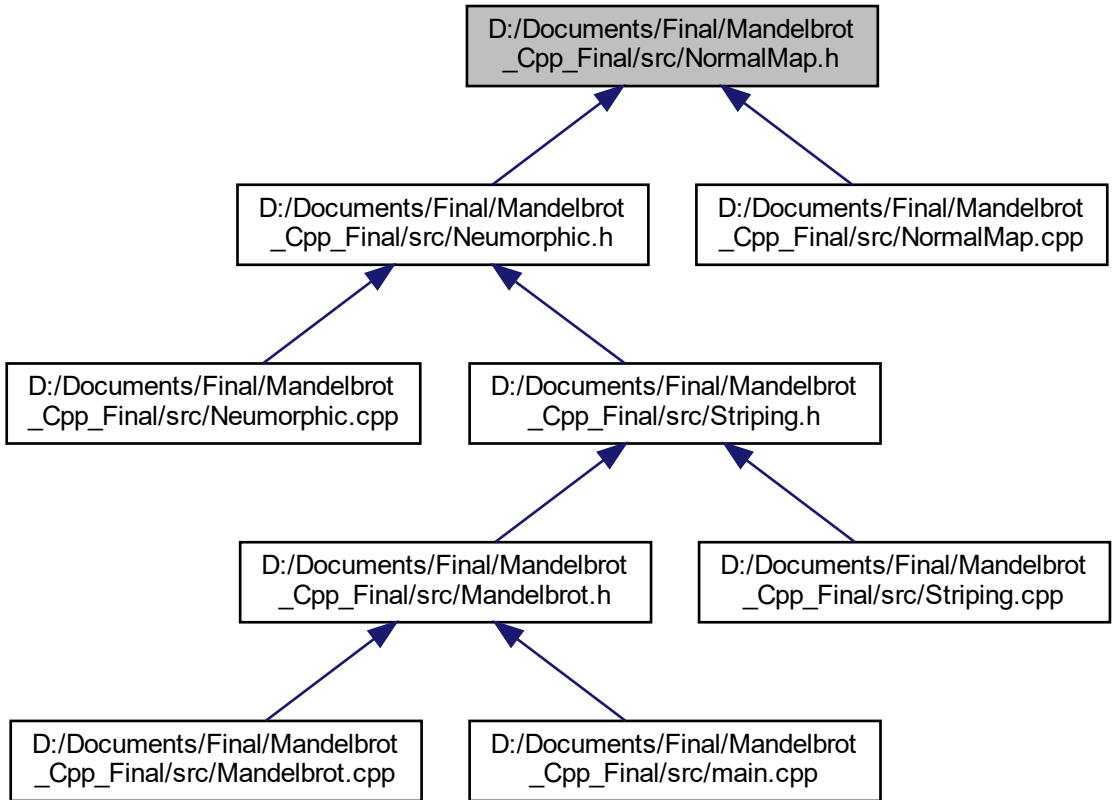 D:/Documents/Final/Mandelbrot
_Cpp_Final/src/NormalMap.h
D:/Documents/Final/Mandelbrot
_Cpp_Final/src/Neumorphic.h
D:/Documents/Final/Mandelbrot
_Cpp_Final/src/NormalMap.cpp
D:/Documents/Final/Mandelbrot
_Cpp_Final/src/Neumorphic.cpp
D:/Documents/Final/Mandelbrot
_Cpp_Final/src/Striping.h
D:/Documents/Final/Mandelbrot
_Cpp_Final/src/Mandelbrot.h
D:/Documents/Final/Mandelbrot
_Cpp_Final/src/Striping.cpp
D:/Documents/Final/Mandelbrot
_Cpp_Final/src/Mandelbrot.cpp
D:/Documents/Final/Mandelbrot
_Cpp_Final/src/main.cpp